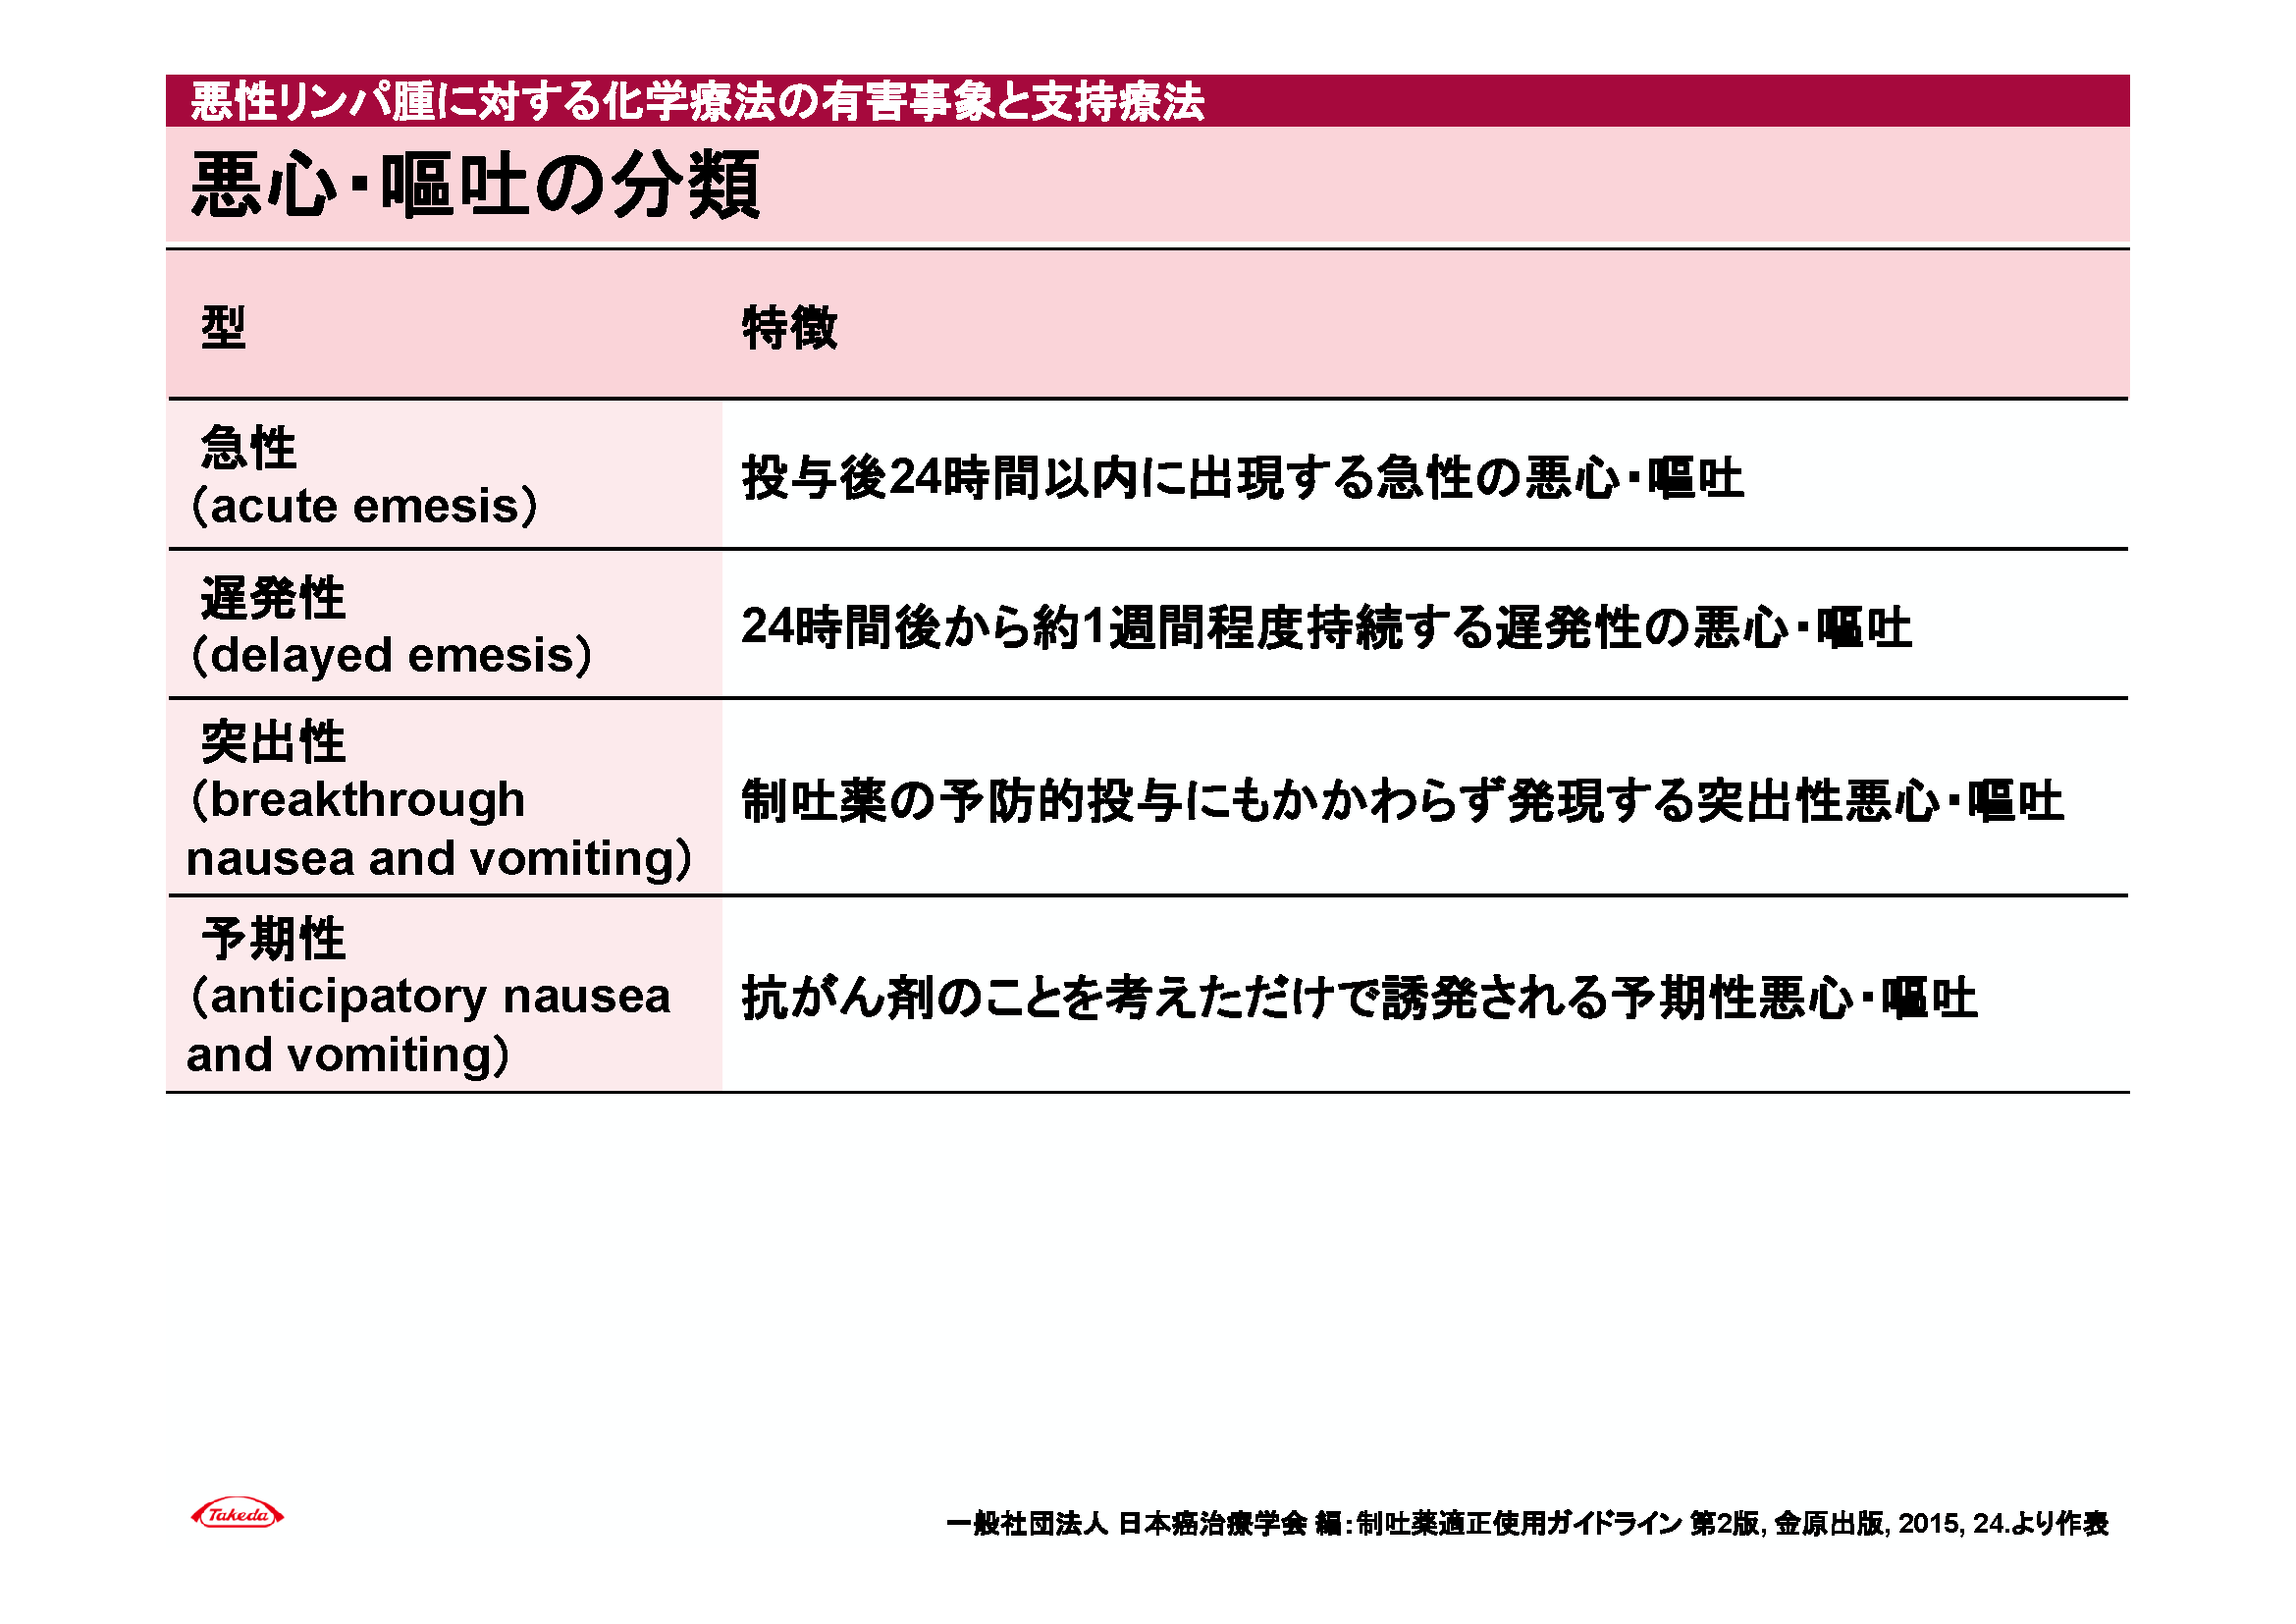 悪性リンパ腫に対する化学療法の有害事象と支持療法
悪心・嘔吐の分類
型
特徴
急性
（acute emesis）
投与後24時間以内に出現する急性の悪心・嘔吐
遅発性
（delayed emesis）
24時間後から約1週間程度持続する遅発性の悪心・嘔吐
突出性
（breakthrough
nausea and vomiting）
制吐薬の予防的投与にもかかわらず発現する突出性悪心・嘔吐
予期性
（anticipatory nausea
and vomiting）
抗がん剤のことを考えただけで誘発される予期性悪心・嘔吐
Takeda
一般社団法人 日本癌治療学会 編：制吐薬適正使用ガイドライン 第2版, 金原出版, 2015, 24.より作表